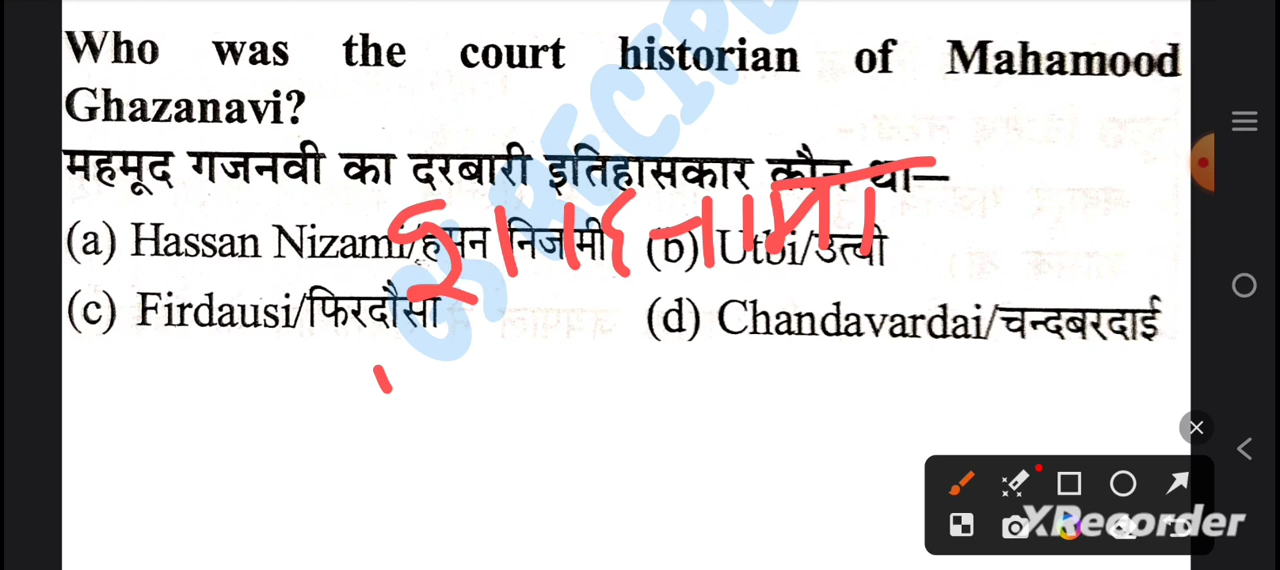 Who was the court historian of Mahamood
Ghazanavi?
महमूद गजनवी का दरबारी इतिहासकार कौन था—
(a) Hassan Nizami/हसन निजामी (b) Utbi/उत्बी
(c) Firdausi/फिरदौसी (d) Chandavardai/चन्दबरदाई
XRecorder